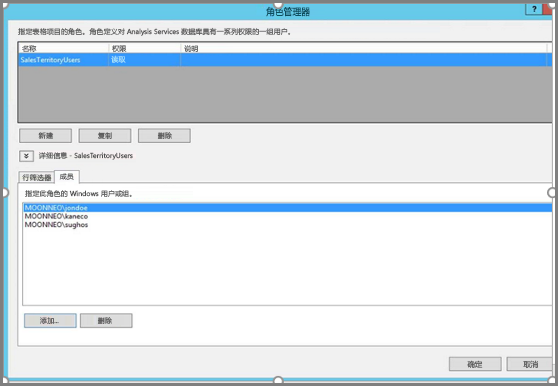 角色管理器
?
指定表格项目的角色。角色定义对 Analysis Services 数据库具有一系列权限的一组用户。
名称 权限 说明
SalesTerritoryUsers 读取
新建 复制 删除
详细信息 - SalesTerritoryUsers
行筛选器 成员
指定此角色的 Windows 用户或组。
MOONNEO\jondoe
MOONNEO\kaneco
MOONNEO\sughos
添加... 删除
确定 取消